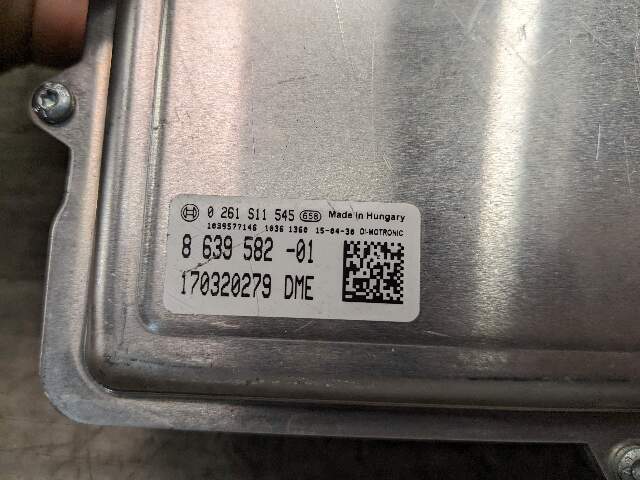 0 261 S11 545 658 Made in Hungary
1039577146 1036 1360 15-04-30 DI-MOTRONIC
8 639 582 -01
170320279 DME